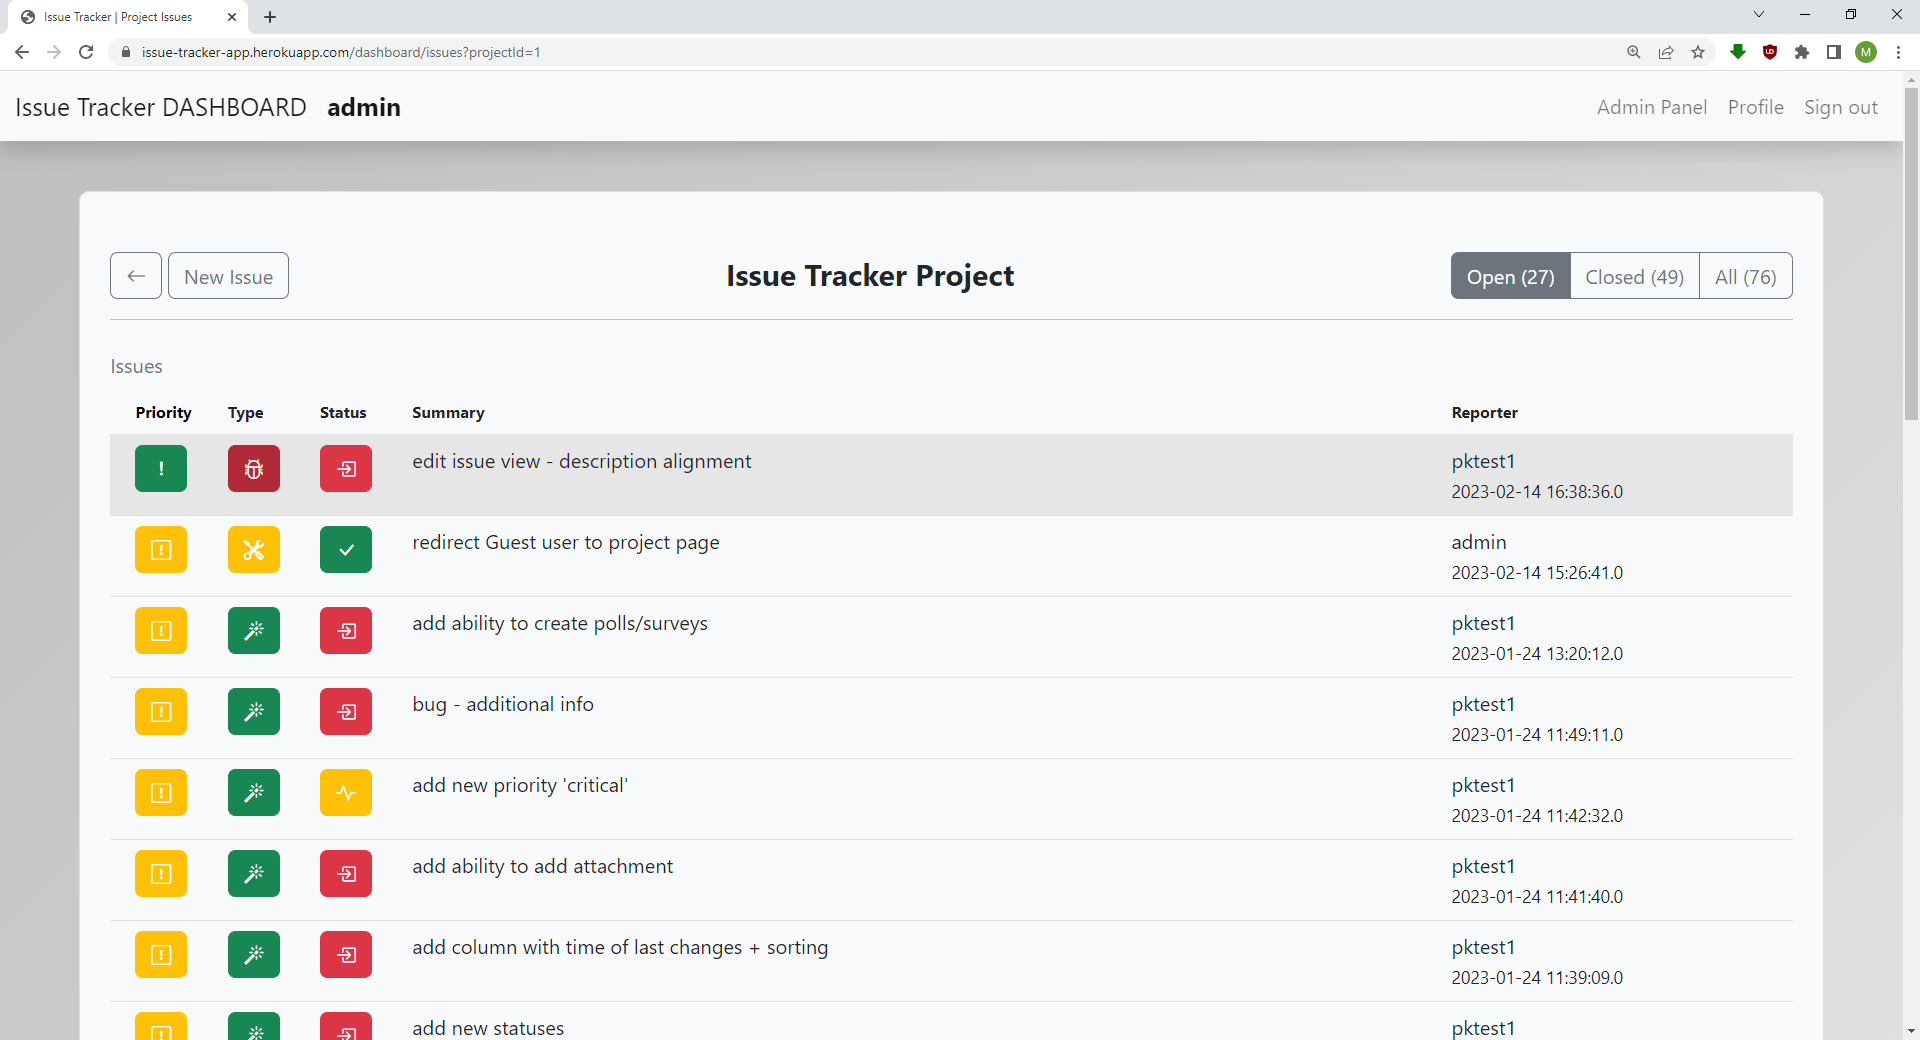 Issue Tracker | Project Issues
issue-tracker-app.herokuapp.com/dashboard/issues?projectId=1
M
Issue Tracker DASHBOARD admin Admin Panel Profile Sign out
New Issue Issue Tracker Project Open (27) Closed (49) All (76)
Issues
Priority Type Status Summary Reporter
edit issue view - description alignment pktest1
2023-02-14 16:38:36.0
redirect Guest user to project page admin
2023-02-14 15:26:41.0
add ability to create polls/surveys pktest1
2023-01-24 13:20:12.0
bug - additional info pktest1
2023-01-24 11:49:11.0
add new priority 'critical' pktest1
2023-01-24 11:42:32.0
add ability to add attachment pktest1
2023-01-24 11:41:40.0
add column with time of last changes + sorting pktest1
2023-01-24 11:39:09.0
add new statuses pktest1